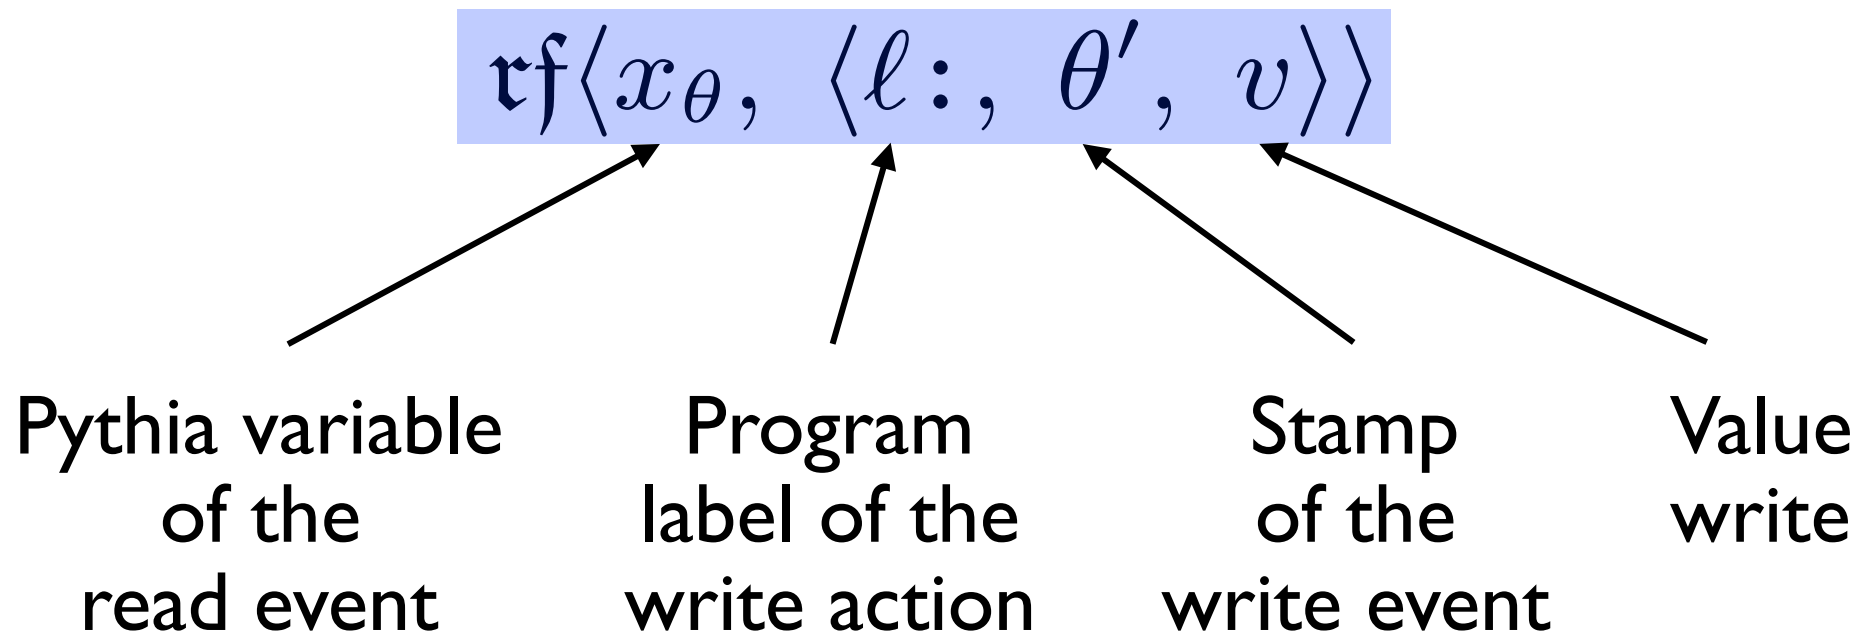 𝔯𝔣⟨x_θ, ⟨ℓ:, θ′, v⟩⟩
Pythia variable
of the
read event
Program
label of the
write action
Stamp
of the
write event
Value
write